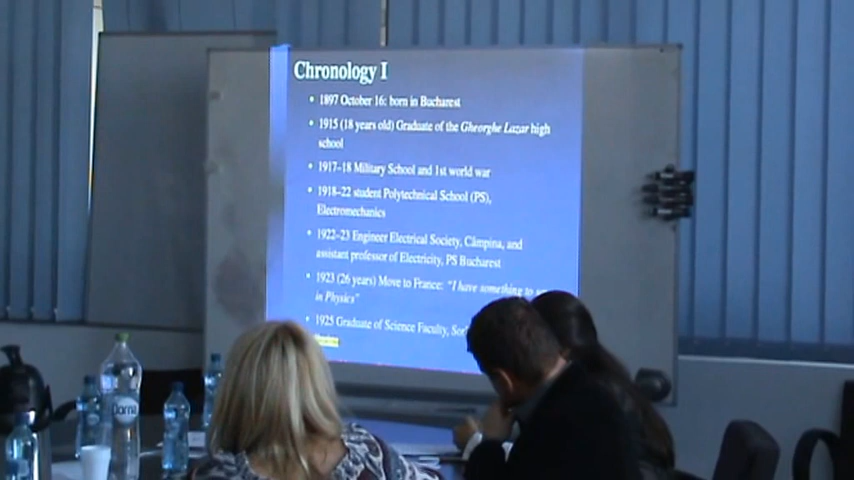 Chronology I
• 1897 October 16: born in Bucharest
• 1915 (18 years old) Graduate of the Gheorghe Lazar high
school
• 1917–18 Military School and 1st world war
• 1918–22 student Polytechnical School (PS),
Electromechanics
• 1922–23 Engineer Electrical Society, Câmpina, and
assistant professor of Electricity, PS Bucharest
• 1923 (26 years) Move to France: "I have something to
in Physics"
• 1925 Graduate of Science Faculty,
Dorna